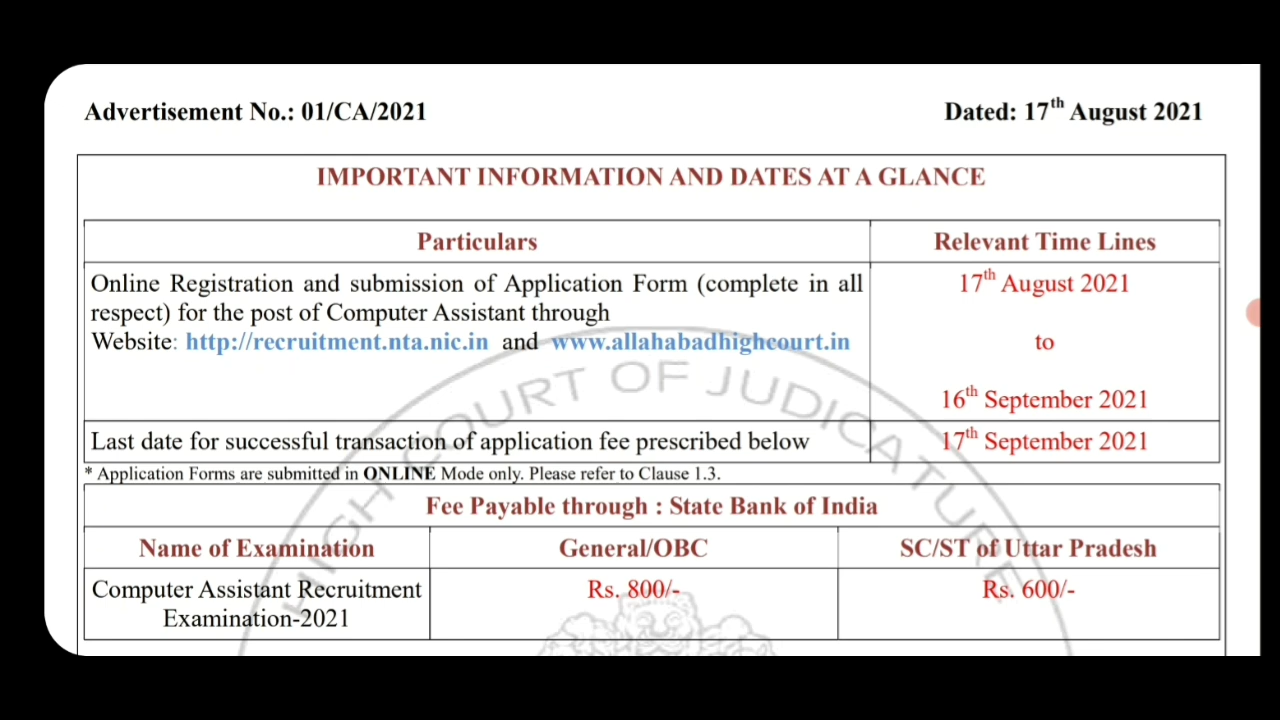 Advertisement No.: 01/CA/2021 Dated: 17th August 2021
IMPORTANT INFORMATION AND DATES AT A GLANCE
Particulars Relevant Time Lines
Online Registration and submission of Application Form (complete in all
respect) for the post of Computer Assistant through
Website: http://recruitment.nta.nic.in and www.allahabadhighcourt.in
17th August 2021
to
16th September 2021
Last date for successful transaction of application fee prescribed below 17th September 2021
* Application Forms are submitted in ONLINE Mode only. Please refer to Clause 1.3.
Fee Payable through : State Bank of India
Name of Examination General/OBC SC/ST of Uttar Pradesh
Computer Assistant Recruitment
Examination-2021
Rs. 800/- Rs. 600/-
HIGH COURT OF JUDICATURE